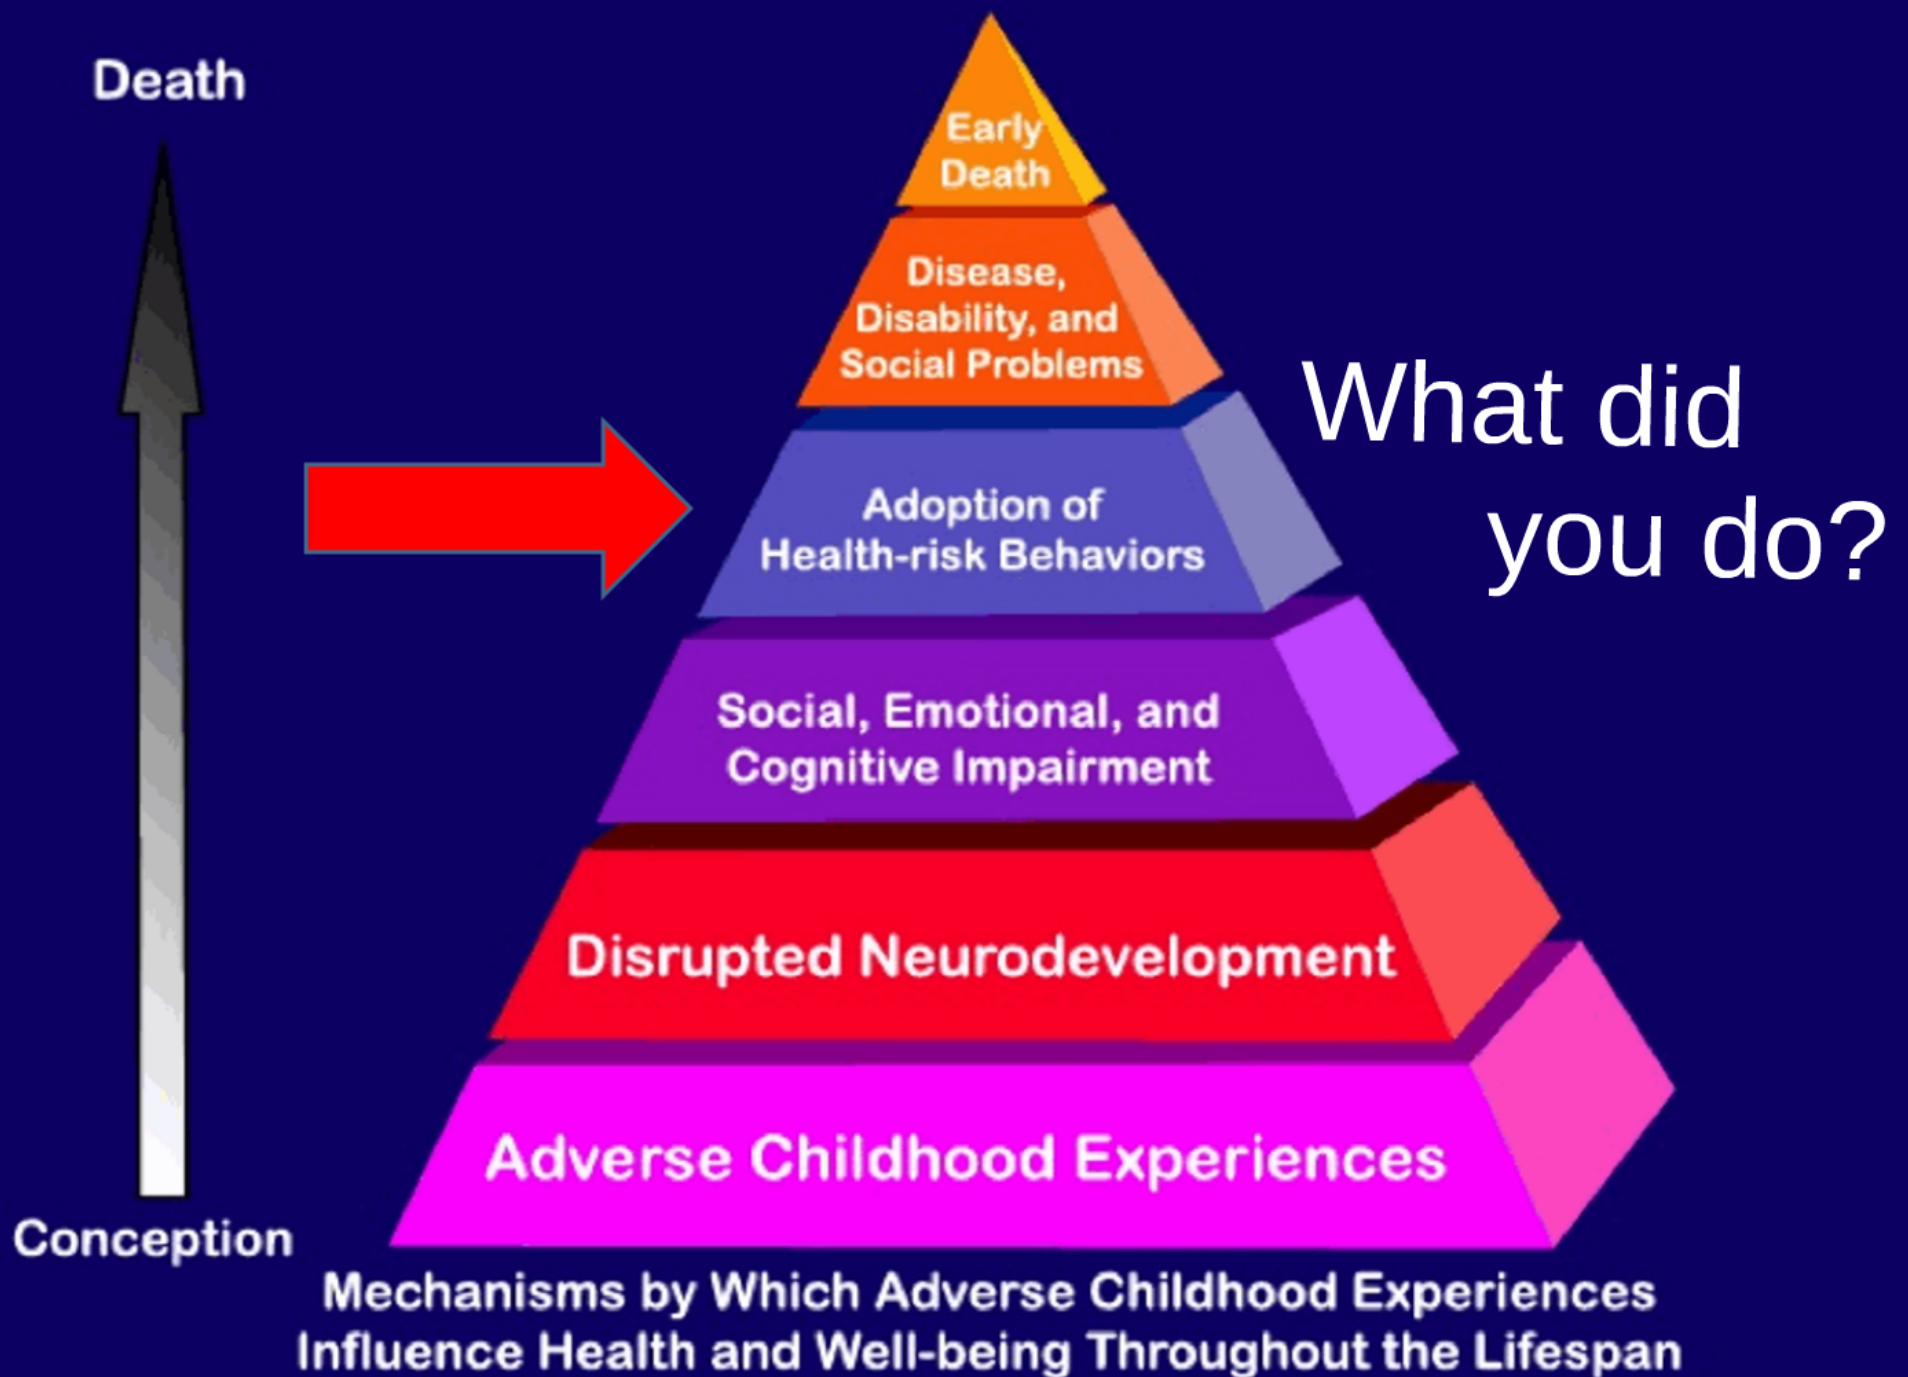 Death
Early
Death
Disease,
Disability, and
Social Problems
What did
you do?
Adoption of
Health-risk Behaviors
Social, Emotional, and
Cognitive Impairment
Disrupted Neurodevelopment
Adverse Childhood Experiences
Conception
Mechanisms by Which Adverse Childhood Experiences
Influence Health and Well-being Throughout the Lifespan